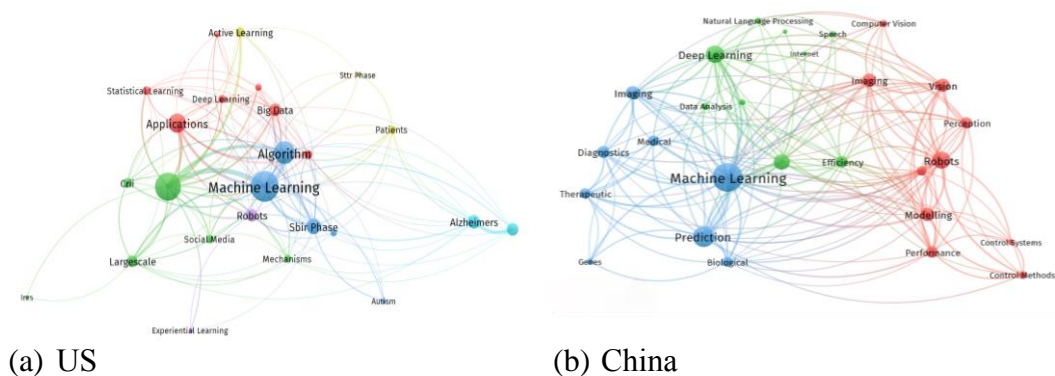 Active Learning
Sttr Phase
Statistical Learning
Deep Learning
Big Data
Applications
Patients
Algorithm
Machine Learning
Crii
Robots
Alzheimers
Sbir Phase
Social Media
Largescale
Mechanisms
Ires
Autism
Experiential Learning
(a) US
Natural Language Processing
Computer Vision
Speech
Deep Learning
Internet
Imaging
Vision
Imaging
Data Analysis
Perception
Medical
Diagnostics
Efficiency
Robots
Machine Learning
Therapeutic
Modelling
Prediction
Control Systems
Performance
Genes
Biological
Control Methods
(b) China